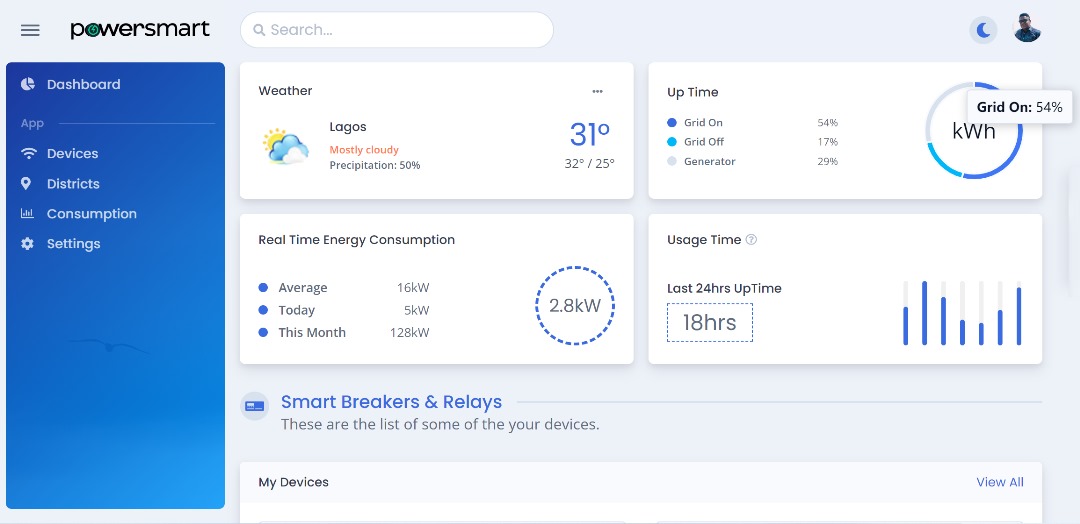 powersmart
Search...
Dashboard
App
Devices
Districts
Consumption
Settings
Weather
Lagos
Mostly cloudy
Precipitation: 50%
31°
32° / 25°
Up Time
Grid On 54%
Grid Off 17%
Generator 29%
kWh
Grid On: 54%
Real Time Energy Consumption
Average 16kW
Today 5kW
This Month 128kW
2.8kW
Usage Time
Last 24hrs UpTime
18hrs
Smart Breakers & Relays
These are the list of some of the your devices.
My Devices
View All